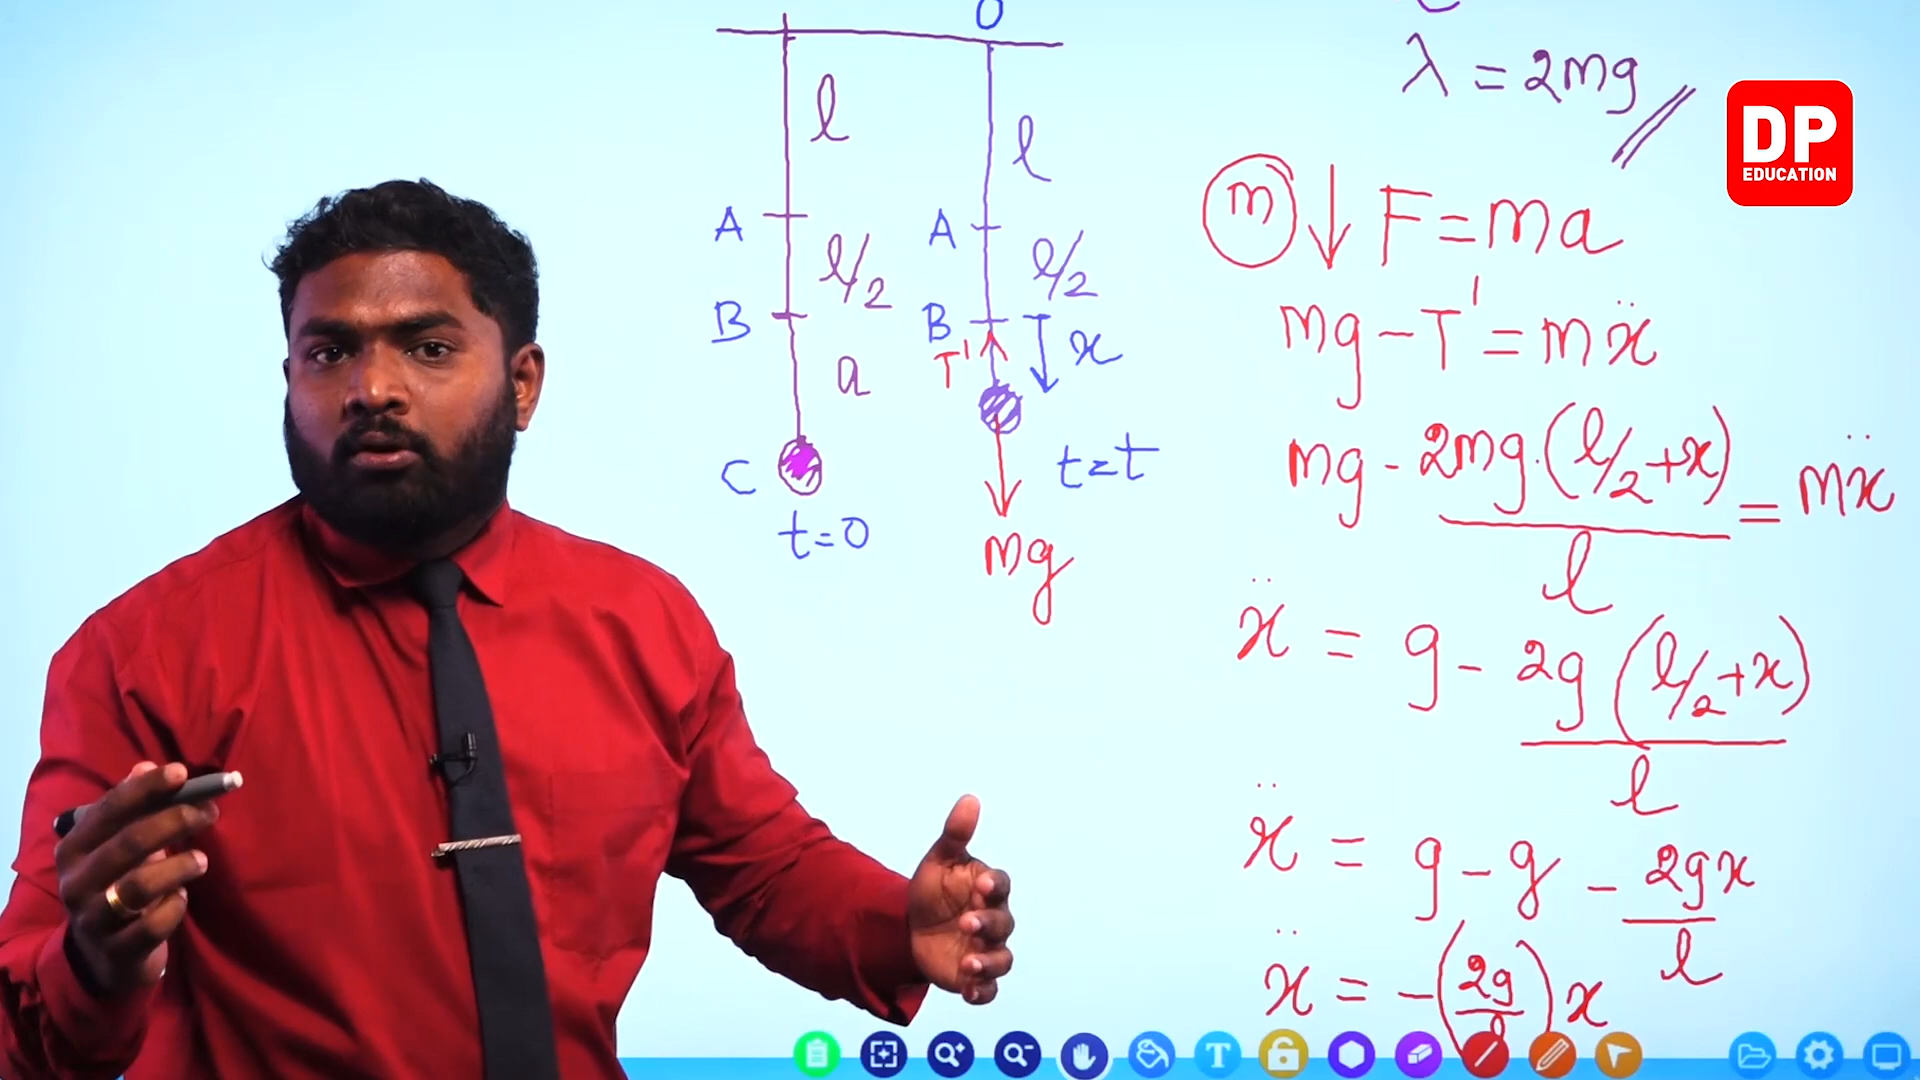 O
λ = 2mg
DP
EDUCATION
l
l
m ↓ F = ma
A
l/2
A
l/2
mg - T' = mẍ
B
a
B
T'
x
mg - 2mg.(l/2+x) = mẍ
l
C
t=t
t=0
mg
ẍ = g - 2g (l/2+x)
l
ẍ = g - g - 2gx
l
ẍ = -(2g/l) x
T